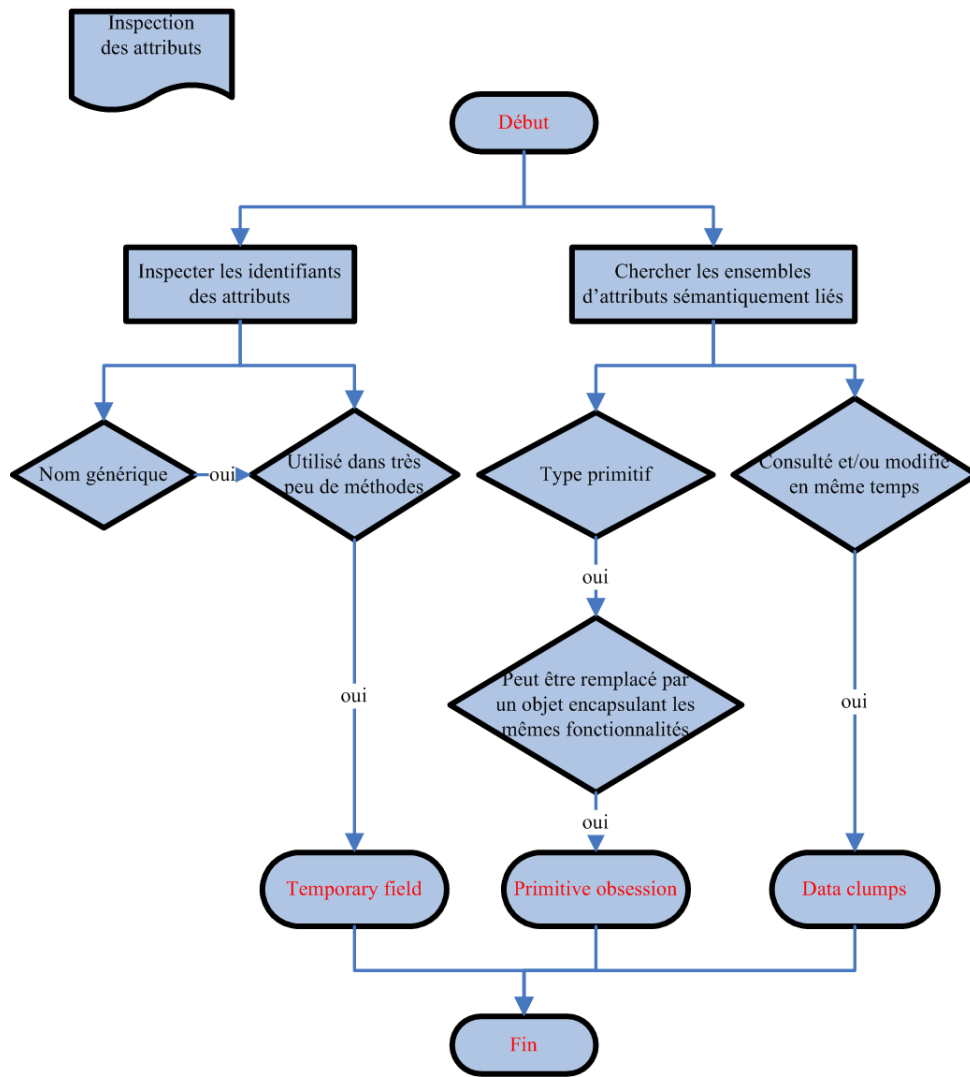 Inspection
des attributs
Début
Inspecter les identifiants
des attributs
Chercher les ensembles
d'attributs sémantiquement liés
Nom générique
oui
Utilisé dans très
peu de méthodes
Type primitif
Consulté et/ou modifié
en même temps
oui
Peut être remplacé par
un objet encapsulant les
mêmes fonctionnalités
oui
oui
oui
Temporary field
Primitive obsession
Data clumps
Fin